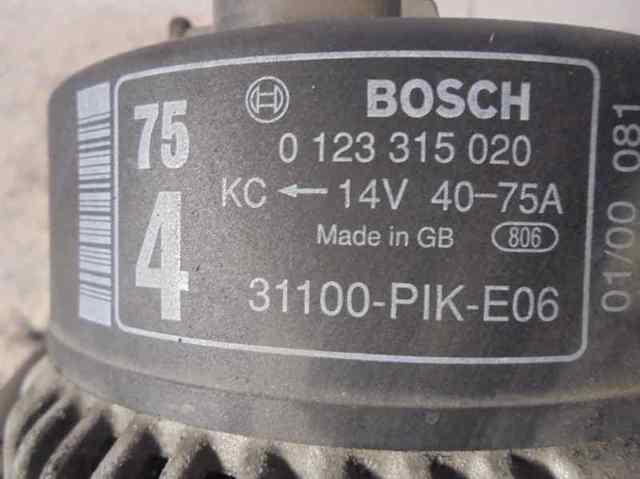 75
4
BOSCH
0 123 315 020
KC ← 14V 40-75A
Made in GB 806
31100-PIK-E06
01/00 081